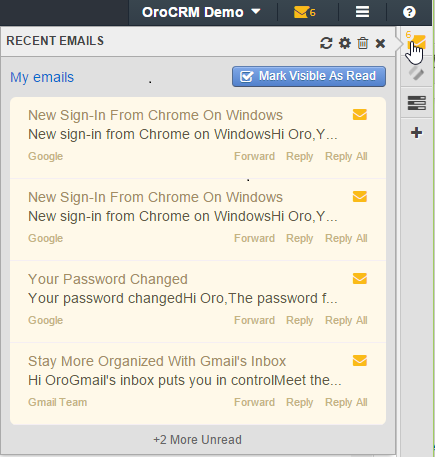 OroCRM Demo 6 ?
RECENT EMAILS
6
My emails Mark Visible As Read
New Sign-In From Chrome On Windows
New sign-in from Chrome on WindowsHi Oro,Y...
Google Forward Reply Reply All
New Sign-In From Chrome On Windows
New sign-in from Chrome on WindowsHi Oro,Y...
Google Forward Reply Reply All
Your Password Changed
Your password changedHi Oro,The password f...
Google Forward Reply Reply All
Stay More Organized With Gmail's Inbox
Hi OroGmail's inbox puts you in controlMeet the...
Gmail Team Forward Reply Reply All
+2 More Unread